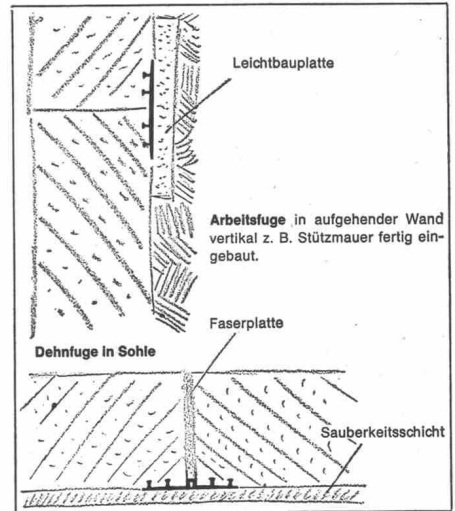 Leichtbauplatte
Arbeitsfuge in aufgehender Wand
vertikal z. B. Stützmauer fertig ein-
gebaut.
Faserplatte
Dehnfuge in Sohle
Sauberkeitsschicht